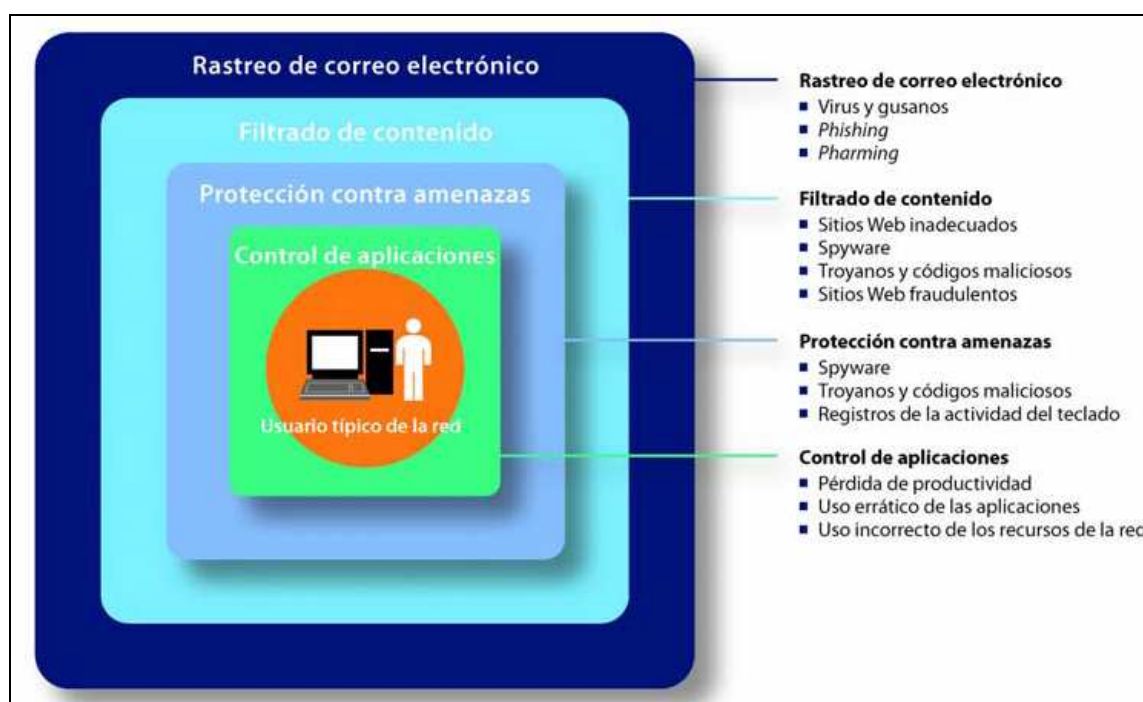 Rastreo de correo electrónico
Filtrado de contenido
Protección contra amenazas
Control de aplicaciones
Usuario típico de la red
Rastreo de correo electrónico
▪ Virus y gusanos
▪ Phishing
▪ Pharming
Filtrado de contenido
▪ Sitios Web inadecuados
▪ Spyware
▪ Troyanos y códigos maliciosos
▪ Sitios Web fraudulentos
Protección contra amenazas
▪ Spyware
▪ Troyanos y códigos maliciosos
▪ Registros de la actividad del teclado
Control de aplicaciones
▪ Pérdida de productividad
▪ Uso errático de las aplicaciones
▪ Uso incorrecto de los recursos de la red